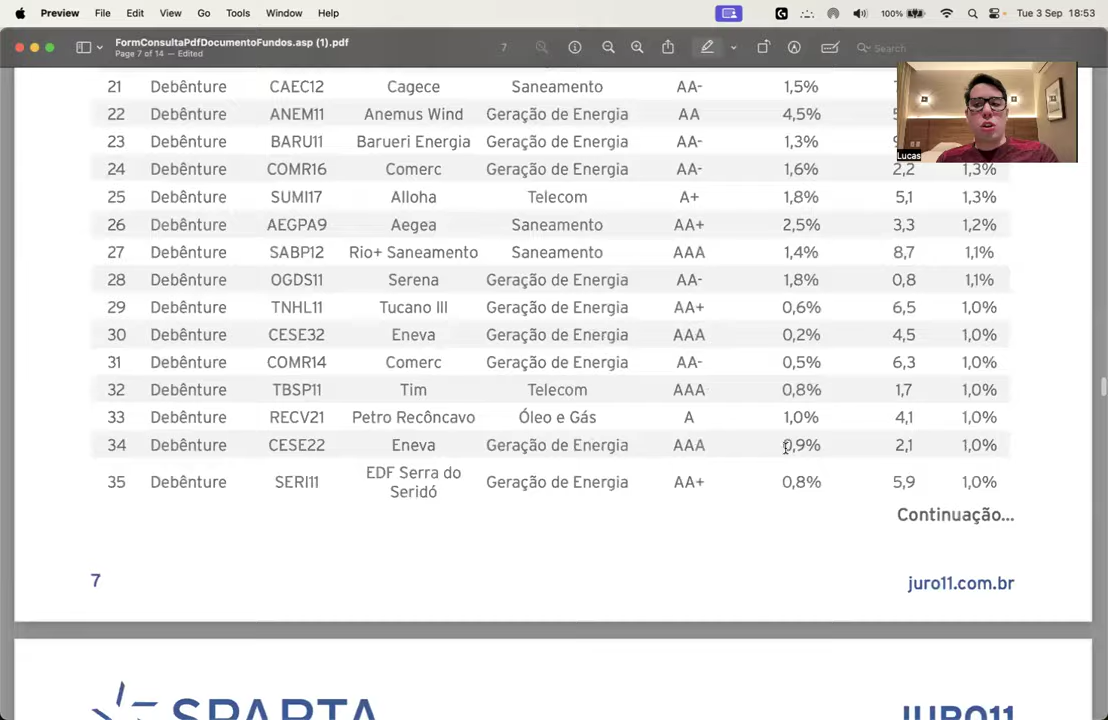 Preview File Edit View Go Tools Window Help 100% Tue 3 Sep 18:53
FormConsultaPdfDocumentoFundos.asp (1).pdf
Page 7 of 14 — Edited
7
Search
21 Debênture CAEC12 Cagece Saneamento AA- 1,5%
22 Debênture ANEM11 Anemus Wind Geração de Energia AA 4,5%
23 Debênture BARU11 Barueri Energia Geração de Energia AA- 1,3%
24 Debênture COMR16 Comerc Geração de Energia AA- 1,6% 2,2 1,3%
25 Debênture SUMI17 Alloha Telecom A+ 1,8% 5,1 1,3%
26 Debênture AEGPA9 Aegea Saneamento AA+ 2,5% 3,3 1,2%
27 Debênture SABP12 Rio+ Saneamento Saneamento AAA 1,4% 8,7 1,1%
28 Debênture OGDS11 Serena Geração de Energia AA- 1,8% 0,8 1,1%
29 Debênture TNHL11 Tucano III Geração de Energia AA+ 0,6% 6,5 1,0%
30 Debênture CESE32 Eneva Geração de Energia AAA 0,2% 4,5 1,0%
31 Debênture COMR14 Comerc Geração de Energia AA- 0,5% 6,3 1,0%
32 Debênture TBSP11 Tim Telecom AAA 0,8% 1,7 1,0%
33 Debênture RECV21 Petro Recôncavo Óleo e Gás A 1,0% 4,1 1,0%
34 Debênture CESE22 Eneva Geração de Energia AAA 0,9% 2,1 1,0%
35 Debênture SERI11 EDF Serra do Seridó Geração de Energia AA+ 0,8% 5,9 1,0%
Continuação...
7
juro11.com.br
SPARTA
JURO11
Lucas